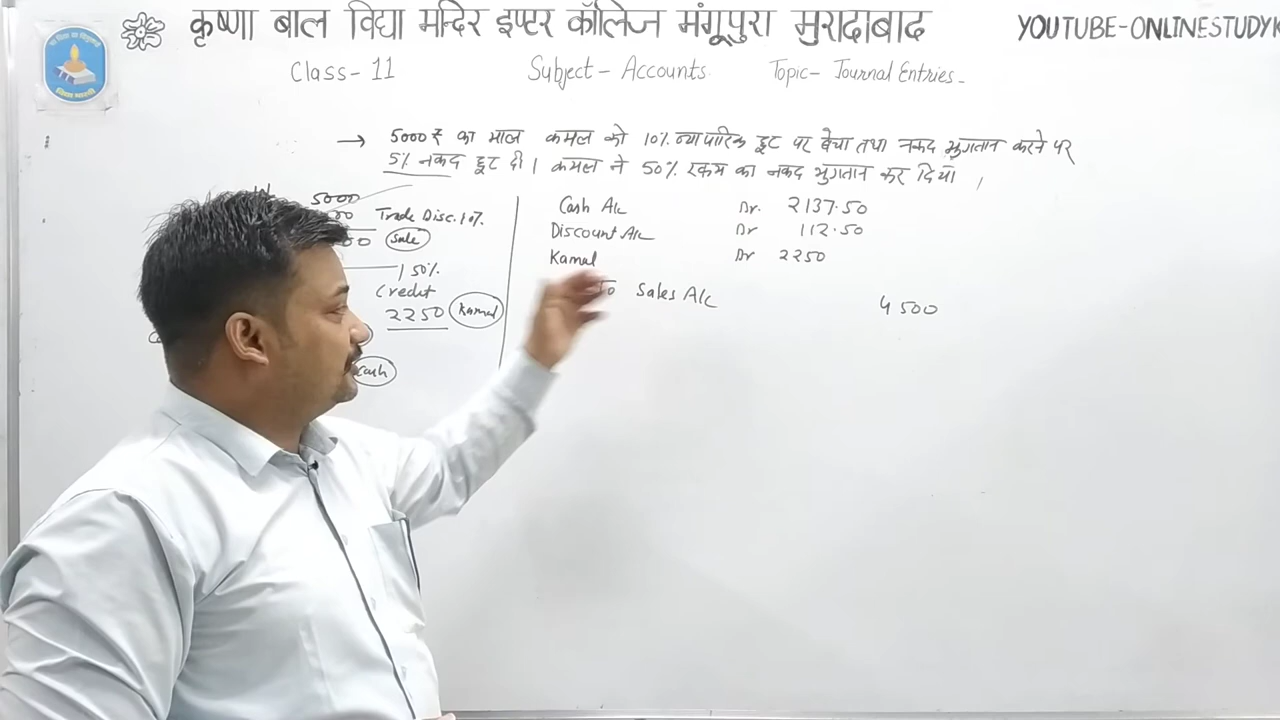 कृष्णा बाल विद्या मन्दिर इण्टर कॉलिज मंगूपुरा मुरादाबाद
YOUTUBE-ONLINESTUDYK
Class-11 Subject-Accounts Topic-Journal Entries-
→ 5000₹ का माल कमल को 10% व्यापारिक छूट पर बेचा तथा नकद भुगतान करने पर
5% नकद छूट दी। कमल ने 50% रकम का नकद भुगतान कर दिया।
5000
Trade Disc. 10%
Sale
50%
Credit
2250 Kamal
Cash
Cash A/c Dr. 2137.50
Discount A/c Dr 112.50
Kamal Dr 2250
To Sales A/c 4500